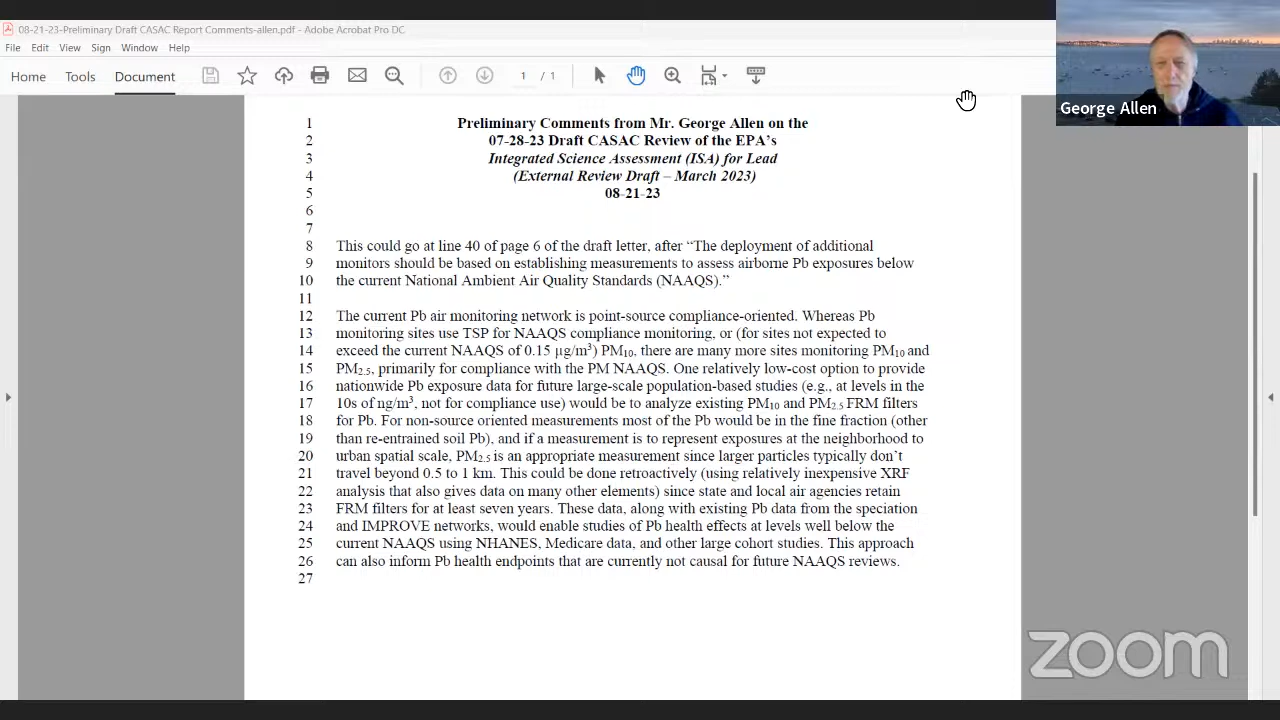 08-21-23-Preliminary Draft CASAC Report Comments-allen.pdf - Adobe Acrobat Pro DC
File Edit View Sign Window Help
Home Tools Document 1 / 1
George Allen
1 Preliminary Comments from Mr. George Allen on the
2 07-28-23 Draft CASAC Review of the EPA’s
3 Integrated Science Assessment (ISA) for Lead
4 (External Review Draft – March 2023)
5 08-21-23
6
7
8 This could go at line 40 of page 6 of the draft letter, after “The deployment of additional
9 monitors should be based on establishing measurements to assess airborne Pb exposures below
10 the current National Ambient Air Quality Standards (NAAQS).”
11
12 The current Pb air monitoring network is point-source compliance-oriented. Whereas Pb
13 monitoring sites use TSP for NAAQS compliance monitoring, or (for sites not expected to
14 exceed the current NAAQS of 0.15 µg/m³) PM₁₀, there are many more sites monitoring PM₁₀ and
15 PM₂.₅, primarily for compliance with the PM NAAQS. One relatively low-cost option to provide
16 nationwide Pb exposure data for future large-scale population-based studies (e.g., at levels in the
17 10s of ng/m³, not for compliance use) would be to analyze existing PM₁₀ and PM₂.₅ FRM filters
18 for Pb. For non-source oriented measurements most of the Pb would be in the fine fraction (other
19 than re-entrained soil Pb), and if a measurement is to represent exposures at the neighborhood to
20 urban spatial scale, PM₂.₅ is an appropriate measurement since larger particles typically don’t
21 travel beyond 0.5 to 1 km. This could be done retroactively (using relatively inexpensive XRF
22 analysis that also gives data on many other elements) since state and local air agencies retain
23 FRM filters for at least seven years. These data, along with existing Pb data from the speciation
24 and IMPROVE networks, would enable studies of Pb health effects at levels well below the
25 current NAAQS using NHANES, Medicare data, and other large cohort studies. This approach
26 can also inform Pb health endpoints that are currently not causal for future NAAQS reviews.
27
zoom